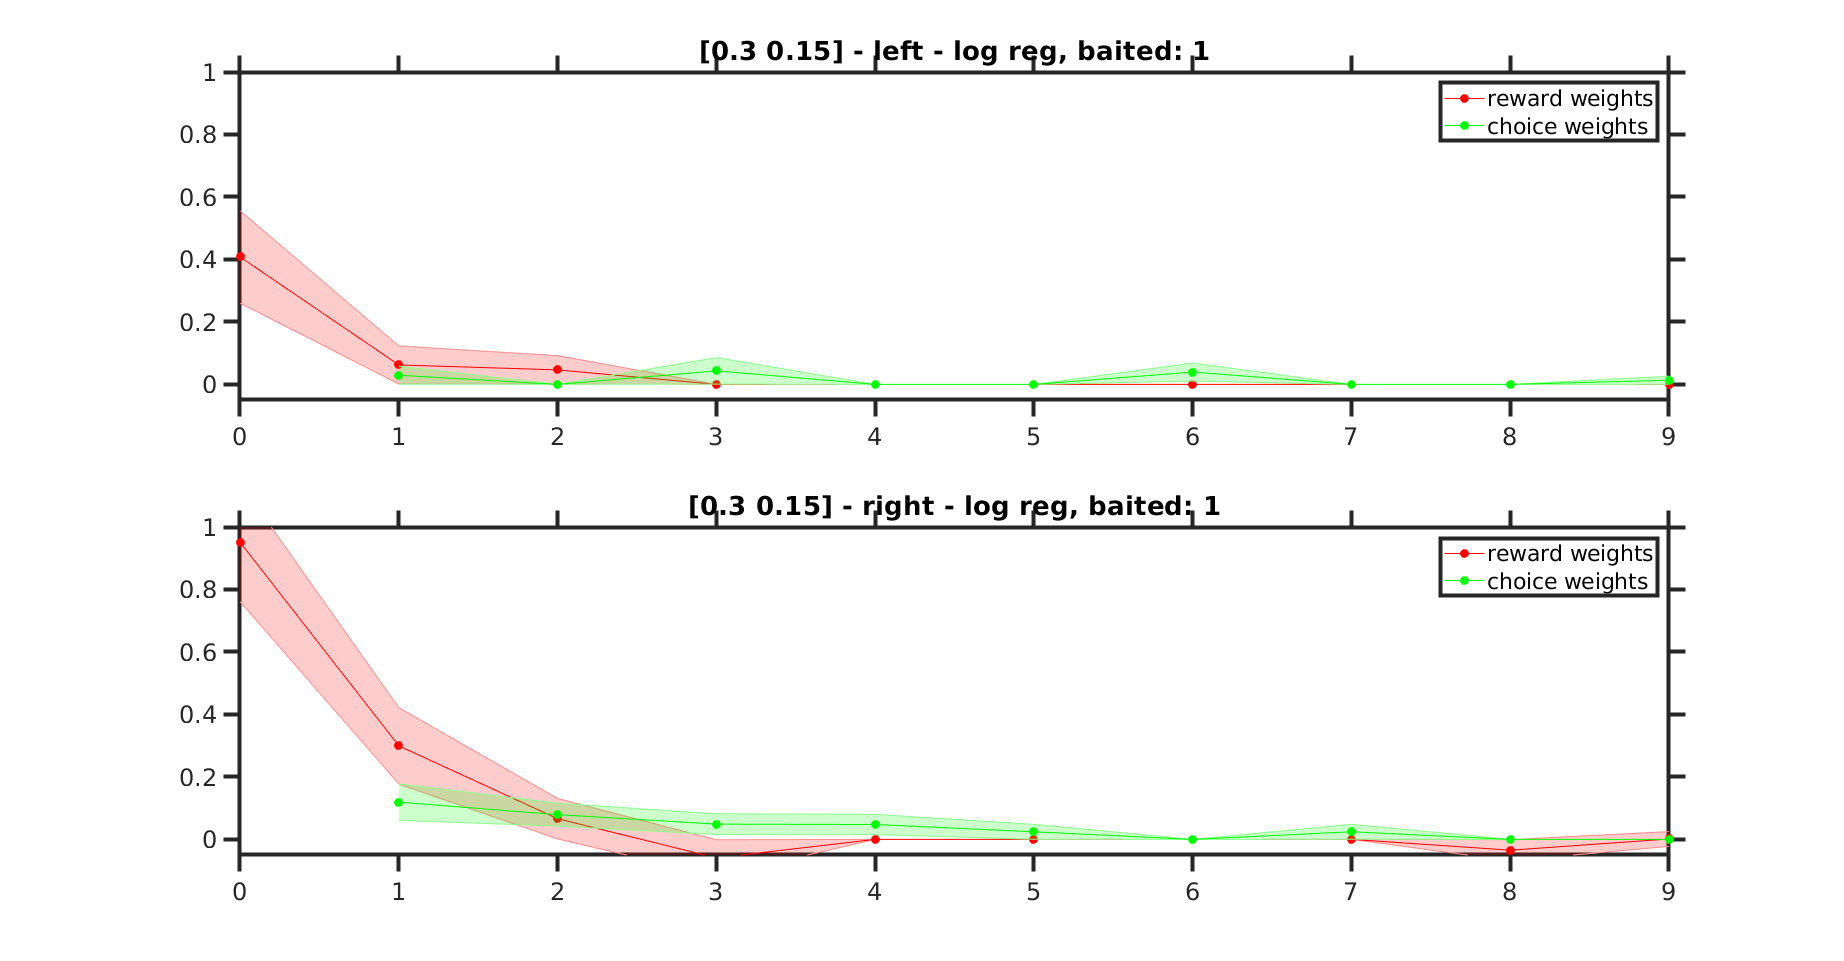 [0.3 0.15] - left - log reg, baited: 1
1
0.8
0.6
0.4
0.2
0
reward weights
choice weights
0 1 2 3 4 5 6 7 8 9
[0.3 0.15] - right - log reg, baited: 1
1
0.8
0.6
0.4
0.2
0
reward weights
choice weights
0 1 2 3 4 5 6 7 8 9